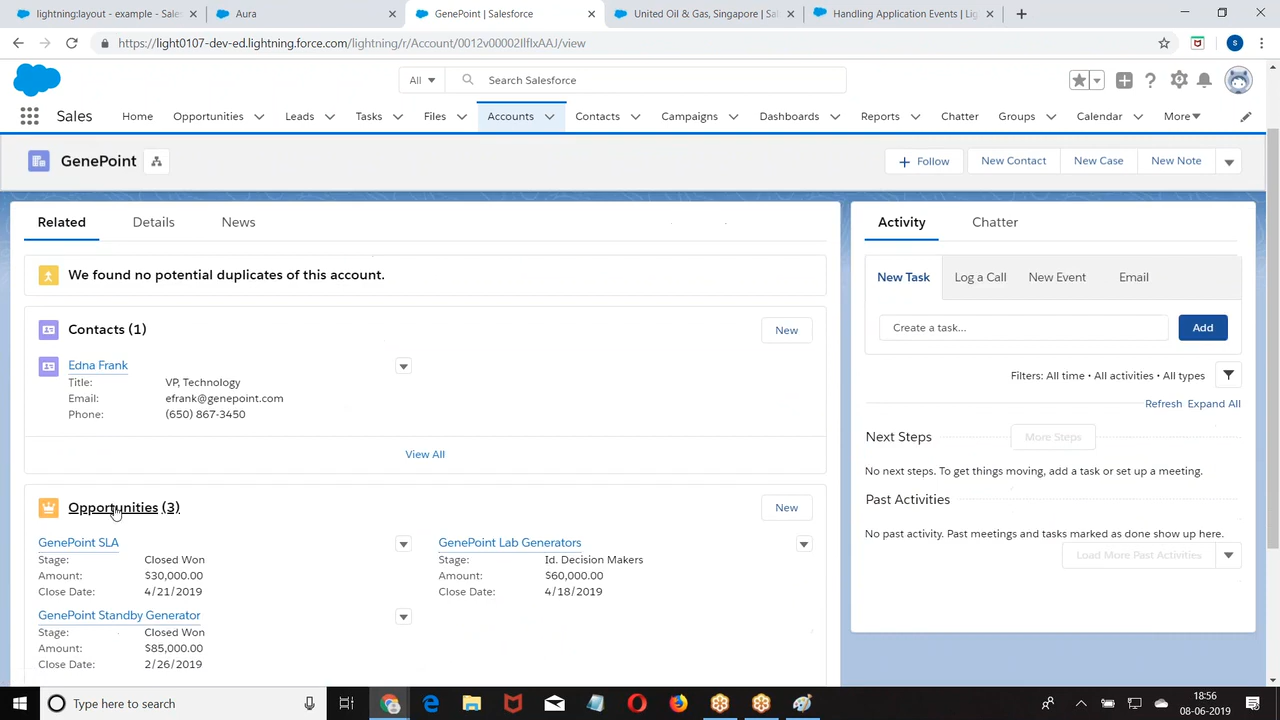 lightning:layout - example - Sales
Aura
GenePoint | Salesforce
United Oil & Gas, Singapore | Sa
Handling Application Events | Lig
https://light0107-dev-ed.lightning.force.com/lightning/r/Account/0012v00002IlflxAAJ/view
S
All
Search Salesforce
Sales
Home
Opportunities
Leads
Tasks
Files
Accounts
Contacts
Campaigns
Dashboards
Reports
Chatter
Groups
Calendar
More
GenePoint
+ Follow
New Contact
New Case
New Note
Related
Details
News
We found no potential duplicates of this account.
Contacts (1)
New
Edna Frank
Title: VP, Technology
Email: efrank@genepoint.com
Phone: (650) 867-3450
View All
Opportunities (3)
New
GenePoint SLA
Stage: Closed Won
Amount: $30,000.00
Close Date: 4/21/2019
GenePoint Lab Generators
Stage: Id. Decision Makers
Amount: $60,000.00
Close Date: 4/18/2019
GenePoint Standby Generator
Stage: Closed Won
Amount: $85,000.00
Close Date: 2/26/2019
Activity
Chatter
New Task
Log a Call
New Event
Email
Create a task...
Add
Filters: All time • All activities • All types
Refresh
Expand All
Next Steps
More Steps
No next steps. To get things moving, add a task or set up a meeting.
Past Activities
No past activity. Past meetings and tasks marked as done show up here.
Load More Past Activities
Type here to search
18:56
08-06-2019